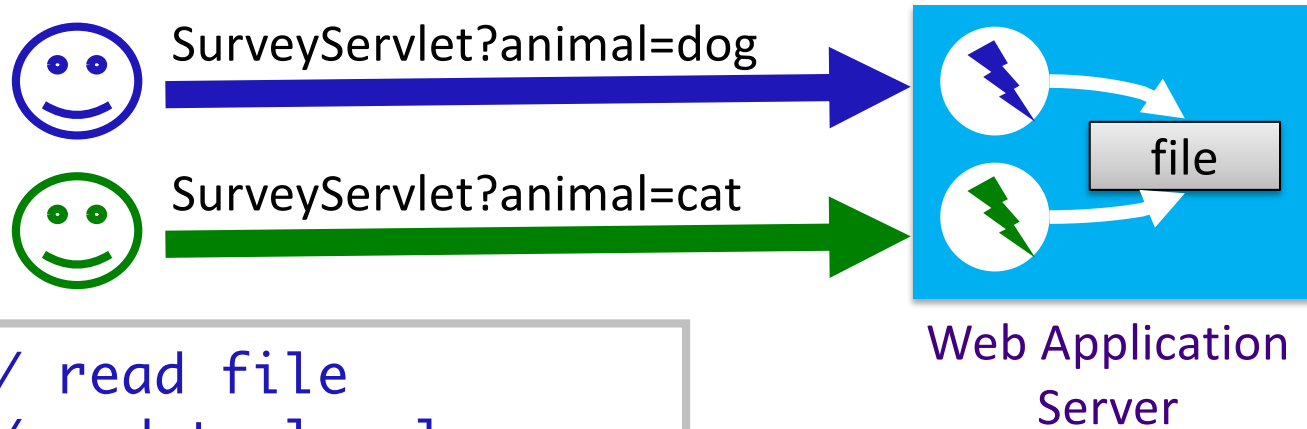 SurveyServlet?animal=dog
file
SurveyServlet?animal=cat
Web Application
Server
/ read file